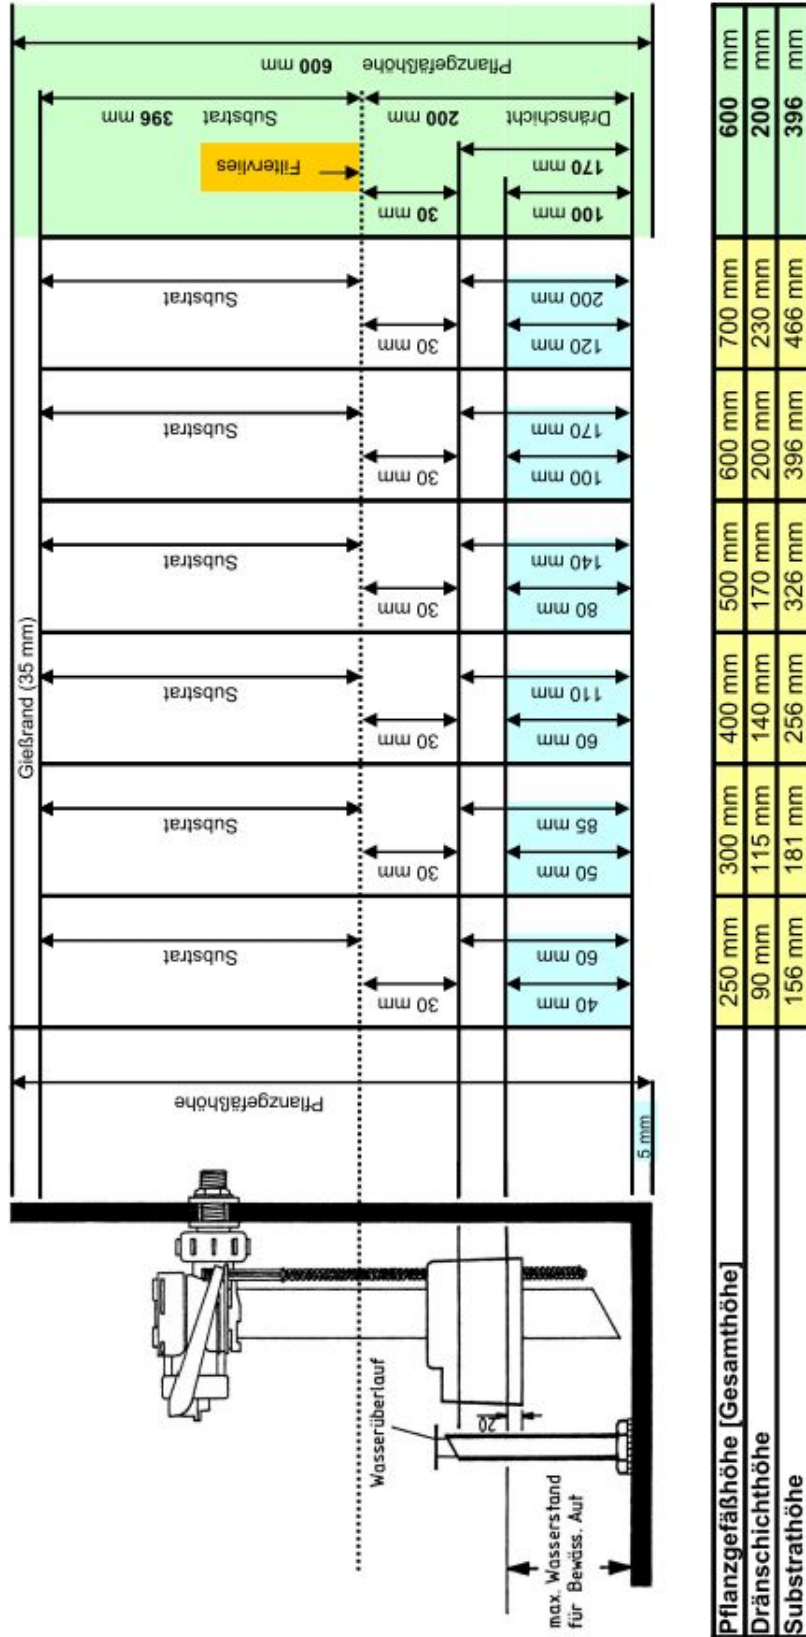 Pflanzgefäßhöhe
600 mm
Substrat
396 mm
Dränschicht
200 mm
Filtervlies
170 mm
30 mm
100 mm
Substrat
200 mm
30 mm
120 mm
Substrat
170 mm
30 mm
100 mm
Substrat
140 mm
30 mm
80 mm
Gießrand (35 mm)
Substrat
110 mm
30 mm
60 mm
Substrat
85 mm
30 mm
50 mm
Substrat
60 mm
30 mm
40 mm
Pflanzgefäßhöhe
5 mm
Wasserüberlauf
20
max. Wasserstand
für Bewäss. Aut
Pflanzgefäßhöhe [Gesamthöhe] 250 mm 300 mm 400 mm 500 mm 600 mm 700 mm 600 mm
Dränschichthöhe 90 mm 115 mm 140 mm 170 mm 200 mm 230 mm 200 mm
Substrathöhe 156 mm 181 mm 256 mm 326 mm 396 mm 466 mm 396 mm